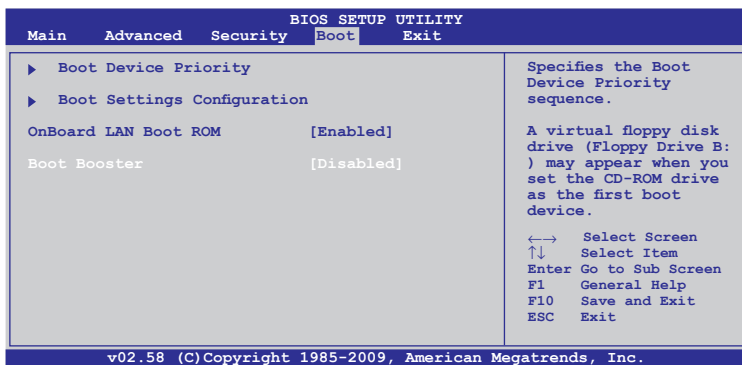 BIOS SETUP UTILITY
Main Advanced Security Boot Exit
Boot Device Priority
Boot Settings Configuration
OnBoard LAN Boot ROM [Enabled]
Boot Booster [Disabled]
Specifies the Boot
Device Priority
sequence.
A virtual floppy disk
drive (Floppy Drive B:
) may appear when you
set the CD-ROM drive
as the first boot
device.
←→ Select Screen
↑↓ Select Item
Enter Go to Sub Screen
F1 General Help
F10 Save and Exit
ESC Exit
v02.58 (C)Copyright 1985-2009, American Megatrends, Inc.